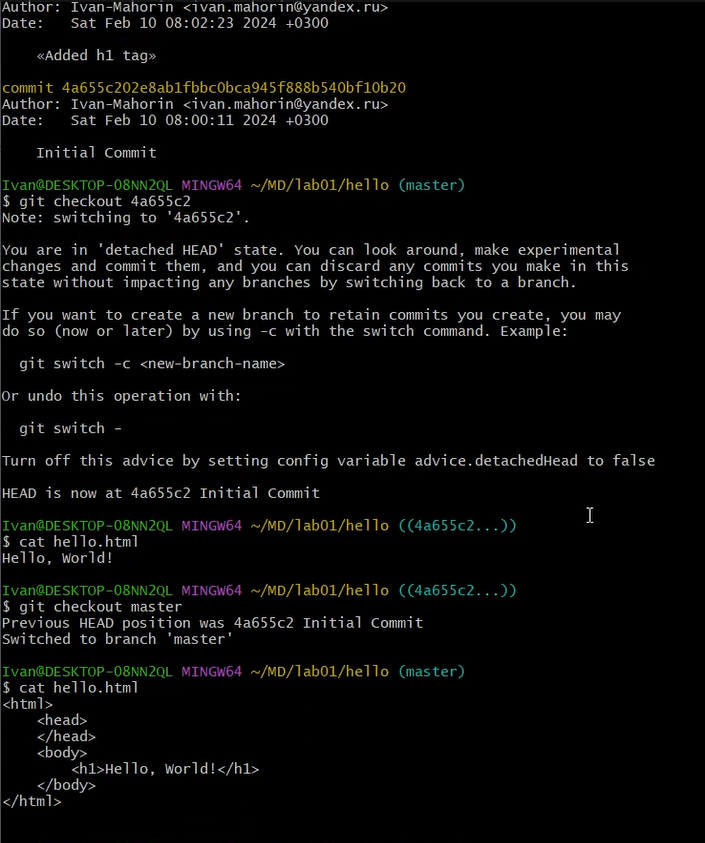 Author: Ivan-Mahorin <ivan.mahorin@yandex.ru>
Date:   Sat Feb 10 08:02:23 2024 +0300
    «Added h1 tag»
commit 4a655c202e8ab1fbbc0bca945f888b540bf10b20
Author: Ivan-Mahorin <ivan.mahorin@yandex.ru>
Date:   Sat Feb 10 08:00:11 2024 +0300
    Initial Commit
Ivan@DESKTOP-O8NN2QL MINGW64 ~/MD/lab01/hello (master)
$ git checkout 4a655c2
Note: switching to '4a655c2'.
You are in 'detached HEAD' state. You can look around, make experimental
changes and commit them, and you can discard any commits you make in this
state without impacting any branches by switching back to a branch.
If you want to create a new branch to retain commits you create, you may
do so (now or later) by using -c with the switch command. Example:
  git switch -c <new-branch-name>
Or undo this operation with:
  git switch -
Turn off this advice by setting config variable advice.detachedHead to false
HEAD is now at 4a655c2 Initial Commit
Ivan@DESKTOP-O8NN2QL MINGW64 ~/MD/lab01/hello ((4a655c2...))
$ cat hello.html
Hello, World!
Ivan@DESKTOP-O8NN2QL MINGW64 ~/MD/lab01/hello ((4a655c2...))
$ git checkout master
Previous HEAD position was 4a655c2 Initial Commit
Switched to branch 'master'
Ivan@DESKTOP-O8NN2QL MINGW64 ~/MD/lab01/hello (master)
$ cat hello.html
<html>
    <head>
    </head>
    <body>
        <h1>Hello, World!</h1>
    </body>
</html>